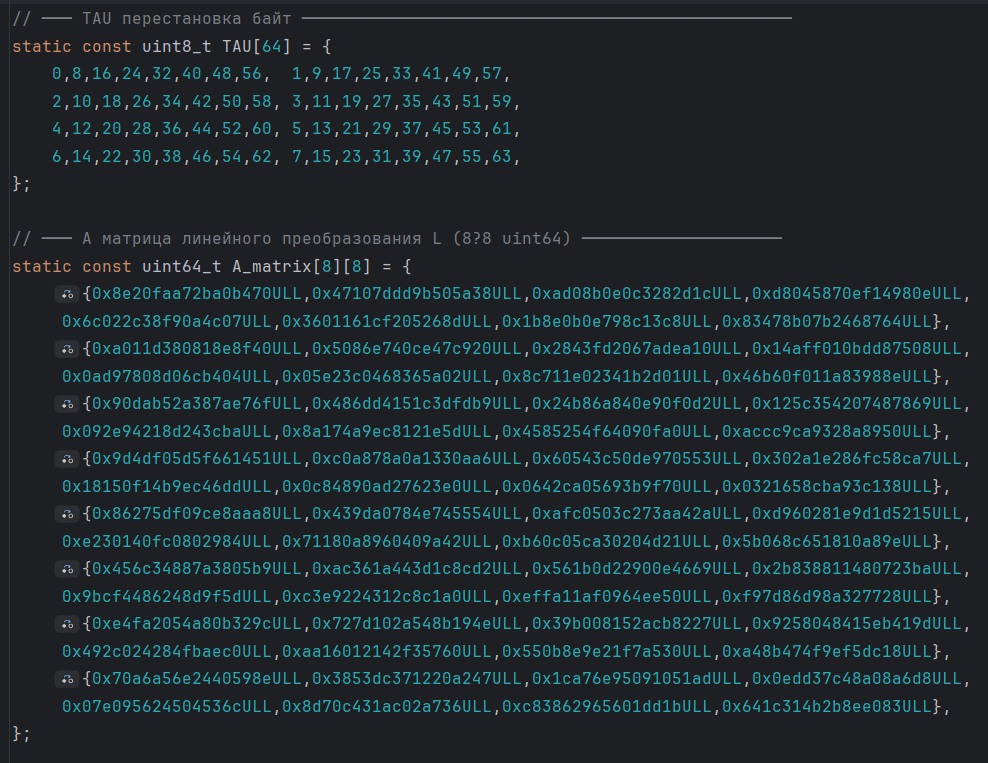 // —— TAU перестановка байт ——————————————————
static const uint8_t TAU[64] = {
    0,8,16,24,32,40,48,56,  1,9,17,25,33,41,49,57,
    2,10,18,26,34,42,50,58, 3,11,19,27,35,43,51,59,
    4,12,20,28,36,44,52,60, 5,13,21,29,37,45,53,61,
    6,14,22,30,38,46,54,62, 7,15,23,31,39,47,55,63,
};
// —— A матрица линейного преобразования L (8?8 uint64) ——————————
static const uint64_t A_matrix[8][8] = {
    {0x8e20faa72ba0b470ULL,0x47107ddd9b505a38ULL,0xad08b0e0c3282d1cULL,0xd8045870ef14980eULL,
     0x6c022c38f90a4c07ULL,0x3601161cf205268dULL,0x1b8e0b0e798c13c8ULL,0x83478b07b2468764ULL},
    {0xa011d380818e8f40ULL,0x5086e740ce47c920ULL,0x2843fd2067adea10ULL,0x14aff010bdd87508ULL,
     0x0ad97808d06cb404ULL,0x05e23c0468365a02ULL,0x8c711e02341b2d01ULL,0x46b60f011a83988eULL},
    {0x90dab52a387ae76fULL,0x486dd4151c3dfdb9ULL,0x24b86a840e90f0d2ULL,0x125c354207487869ULL,
     0x092e94218d243cbaULL,0x8a174a9ec8121e5dULL,0x4585254f64090fa0ULL,0xaccc9ca9328a8950ULL},
    {0x9d4df05d5f661451ULL,0xc0a878a0a1330aa6ULL,0x60543c50de970553ULL,0x302a1e286fc58ca7ULL,
     0x18150f14b9ec46ddULL,0x0c84890ad27623e0ULL,0x0642ca05693b9f70ULL,0x0321658cba93c138ULL},
    {0x86275df09ce8aaa8ULL,0x439da0784e745554ULL,0xafc0503c273aa42aULL,0xd960281e9d1d5215ULL,
     0xe230140fc0802984ULL,0x71180a8960409a42ULL,0xb60c05ca30204d21ULL,0x5b068c651810a89eULL},
    {0x456c34887a3805b9ULL,0xac361a443d1c8cd2ULL,0x561b0d22900e4669ULL,0x2b838811480723baULL,
     0x9bcf4486248d9f5dULL,0xc3e9224312c8c1a0ULL,0xeffa11af0964ee50ULL,0xf97d86d98a327728ULL},
    {0xe4fa2054a80b329cULL,0x727d102a548b194eULL,0x39b008152acb8227ULL,0x9258048415eb419dULL,
     0x492c024284fbaec0ULL,0xaa16012142f35760ULL,0x550b8e9e21f7a530ULL,0xa48b474f9ef5dc18ULL},
    {0x70a6a56e2440598eULL,0x3853dc371220a247ULL,0x1ca76e95091051adULL,0x0edd37c48a08a6d8ULL,
     0x07e095624504536cULL,0x8d70c431ac02a736ULL,0xc83862965601dd1bULL,0x641c314b2b8ee083ULL},
};